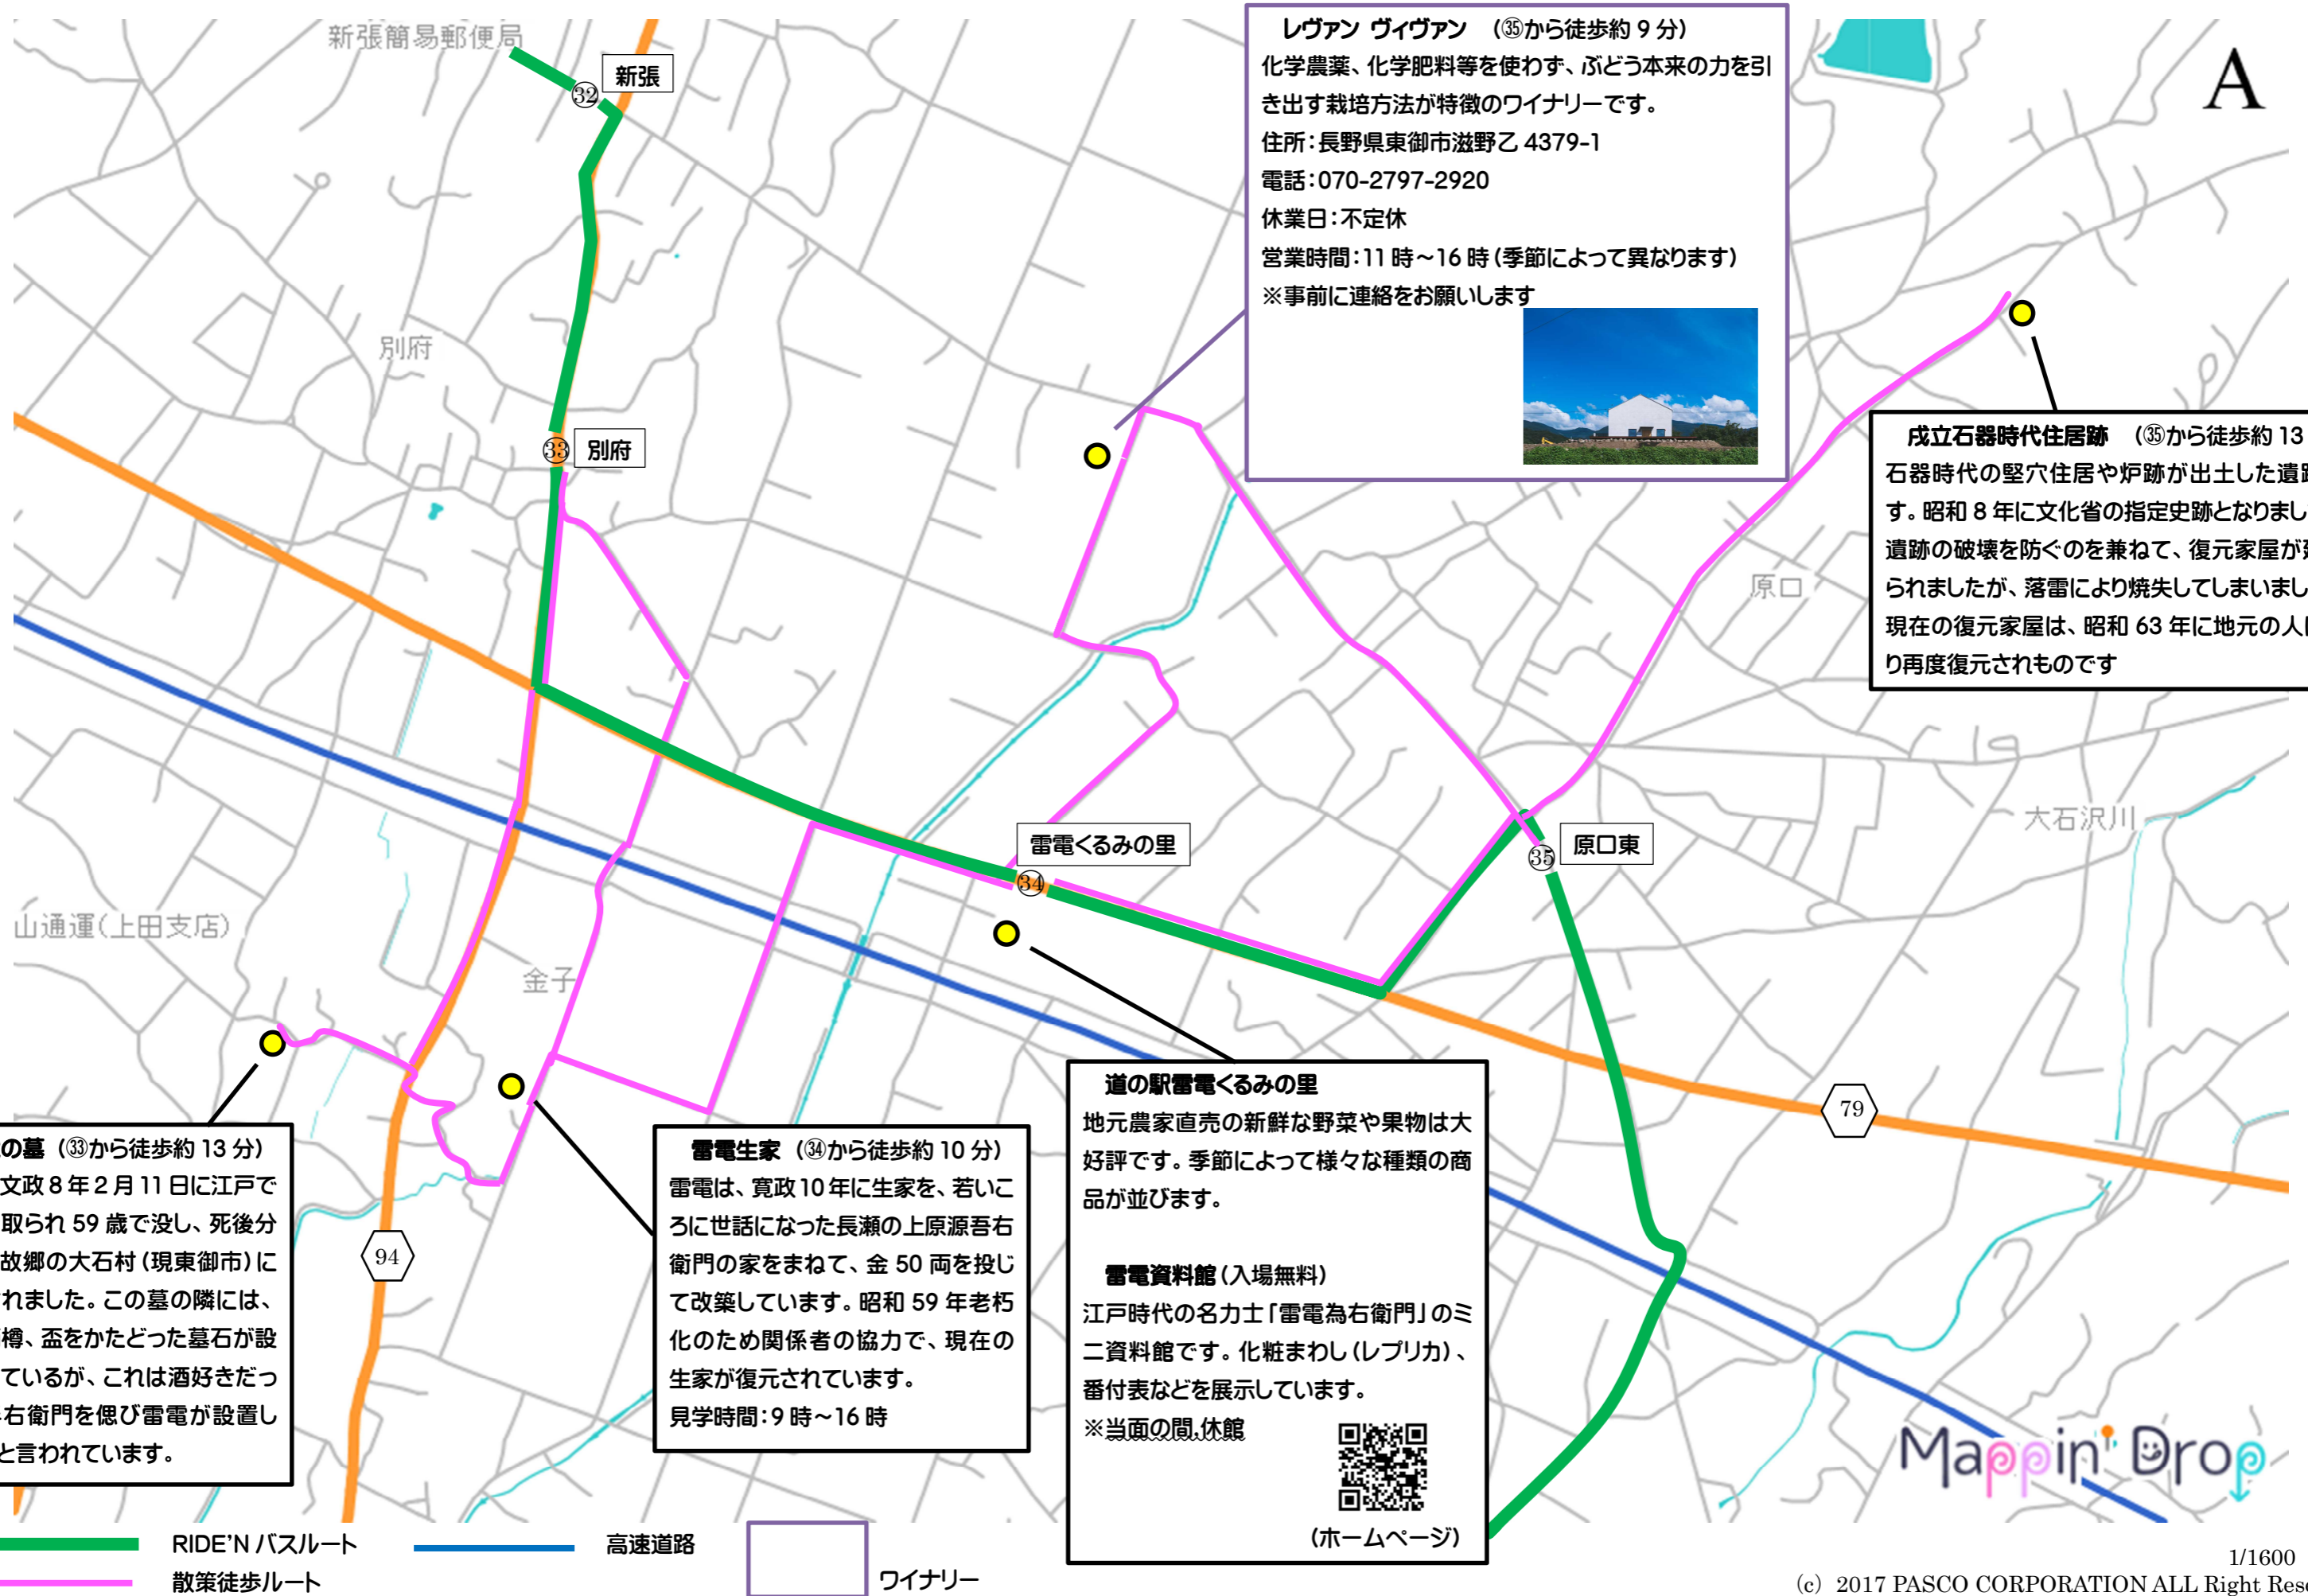 新張簡易郵便局
㉜
新張
レヴァン ヴィヴァン （㉟から徒歩約 9 分）
化学農薬、化学肥料等を使わず、ぶどう本来の力を引
き出す栽培方法が特徴のワイナリーです。
住所：長野県東御市滋野乙 4379-1
電話：070-2797-2920
休業日：不定休
営業時間：11 時～16 時（季節によって異なります）
※事前に連絡をお願いします
A
別府
㉝
別府
戌立石器時代住居跡 （㉟から徒歩約 13
石器時代の竪穴住居や炉跡が出土した遺跡
す。昭和 8 年に文化省の指定史跡となりまし
遺跡の破壊を防ぐのを兼ねて、復元家屋が
られましたが、落雷により焼失してしまいまし
現在の復元家屋は、昭和 63 年に地元の人
り再度復元されものです
原口
大石沢川
雷電くるみの里
㉞
㉟
原口東
山通運(上田支店)
金子
79
94
の墓 （㉝から徒歩約 13 分）
文政 8 年 2 月 11 日に江戸で
取られ 59 歳で没し、死後分
故郷の大石村（現東御市）に
れました。この墓の隣には、
樽、盃をかたどった墓石が設
ているが、これは酒好きだっ
右衛門を偲び雷電が設置し
と言われています。
雷電生家 （㉞から徒歩約 10 分）
雷電は、寛政 10 年に生家を、若いこ
ろに世話になった長瀬の上原源吾右
衛門の家をまねて、金 50 両を投じ
て改築しています。昭和 59 年老朽
化のため関係者の協力で、現在の
生家が復元されています。
見学時間：9 時～16 時
道の駅雷電くるみの里
地元農家直売の新鮮な野菜や果物は大
好評です。季節によって様々な種類の商
品が並びます。
雷電資料館（入場無料）
江戸時代の名力士「雷電為右衛門」のミ
ニ資料館です。化粧まわし（レプリカ）、
番付表などを展示しています。
※当面の間、休館
（ホームページ）
Mappin' Drop
RIDE'N バスルート
高速道路
ワイナリー
散策徒歩ルート
1/1600
(c) 2017 PASCO CORPORATION ALL Right